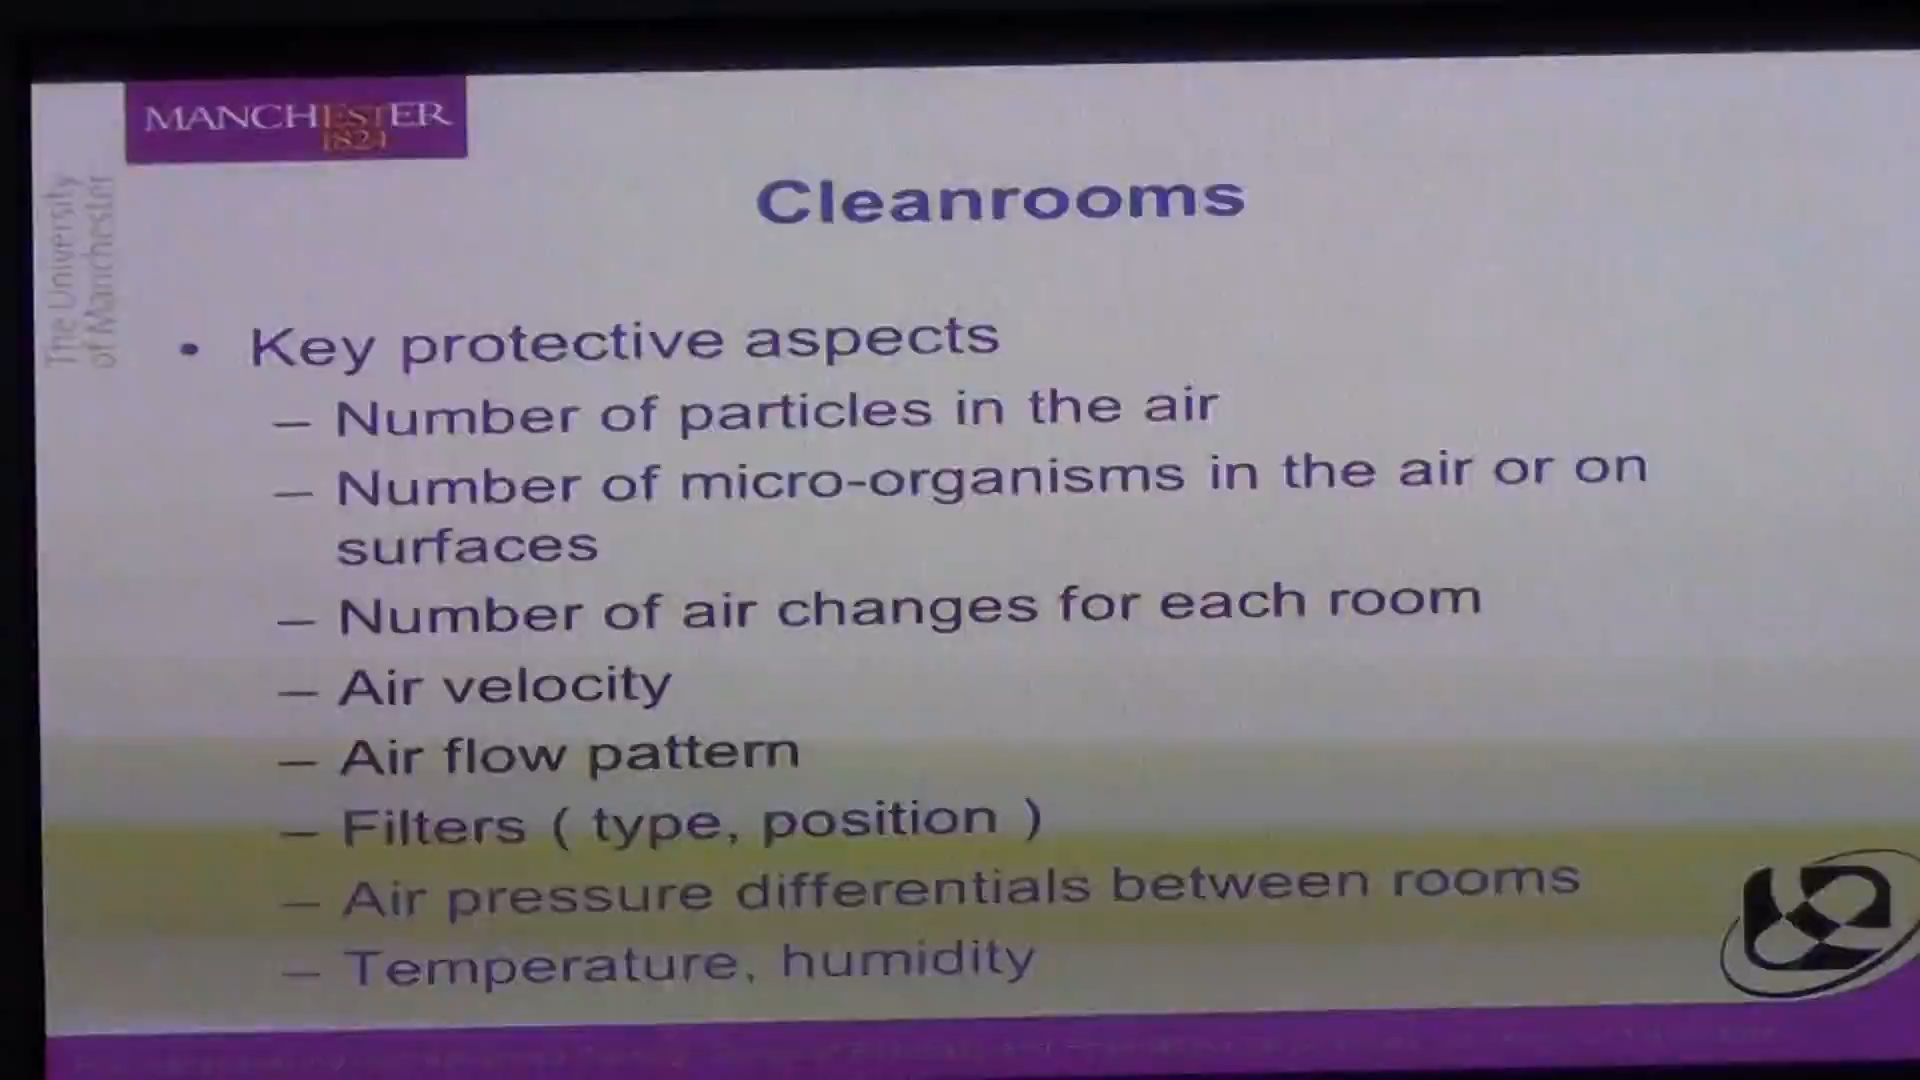 MANCHESTER
1824
The University
of Manchester
Cleanrooms
• Key protective aspects
– Number of particles in the air
– Number of micro-organisms in the air or on
surfaces
– Number of air changes for each room
– Air velocity
– Air flow pattern
– Filters ( type, position )
– Air pressure differentials between rooms
– Temperature, humidity